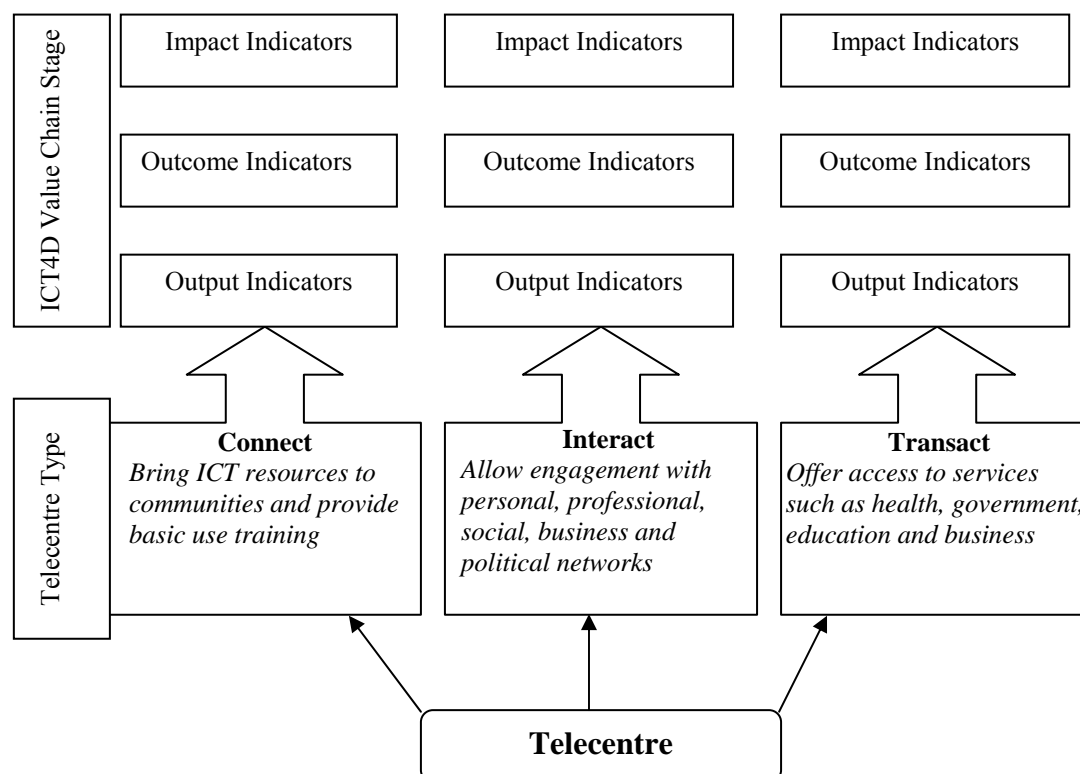 ICT4D Value Chain Stage
Impact Indicators
Impact Indicators
Impact Indicators
Outcome Indicators
Outcome Indicators
Outcome Indicators
Output Indicators
Output Indicators
Output Indicators
Telecentre Type
Connect
Bring ICT resources to
communities and provide
basic use training
Interact
Allow engagement with
personal, professional,
social, business and
political networks
Transact
Offer access to services
such as health, government,
education and business
Telecentre